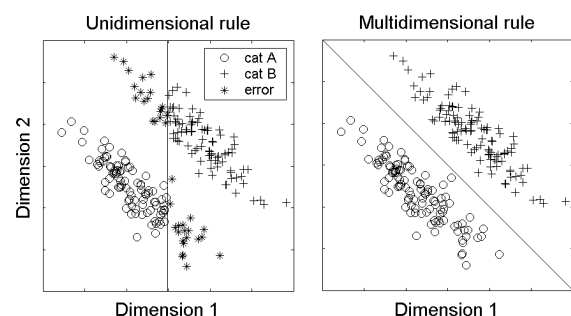 Unidimensional rule
cat A
cat B
error
Dimension 2
Dimension 1
Multidimensional rule
Dimension 1